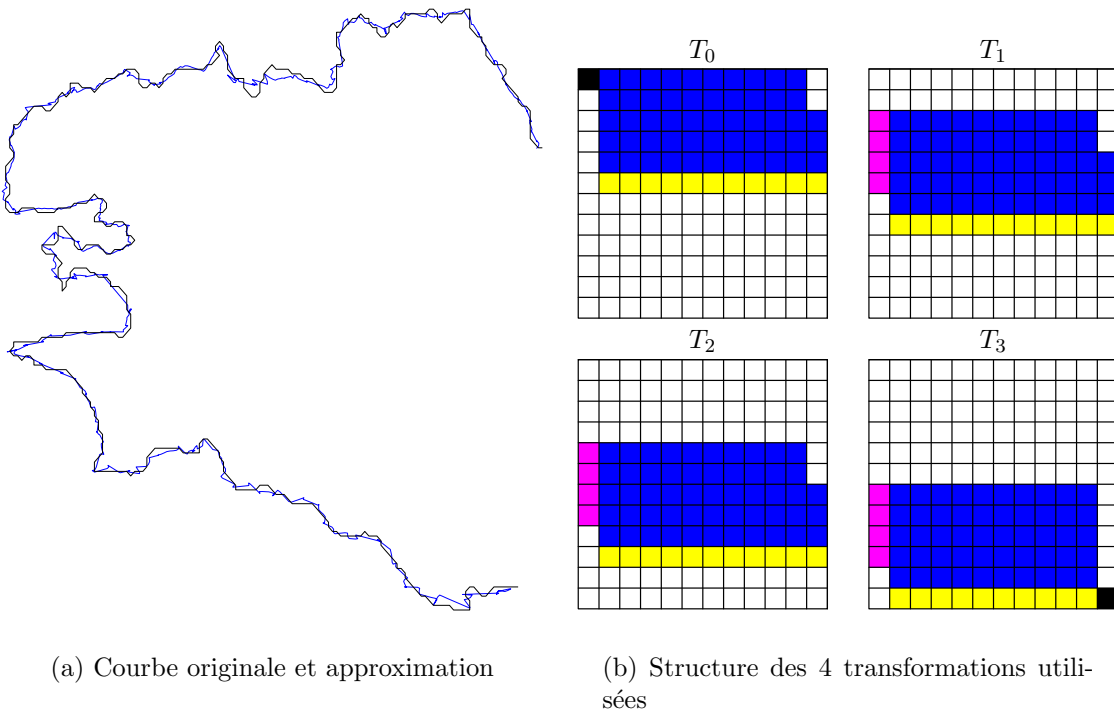 T₀
T₁
T₂
T₃
(a) Courbe originale et approximation
(b) Structure des 4 transformations utili-
sées